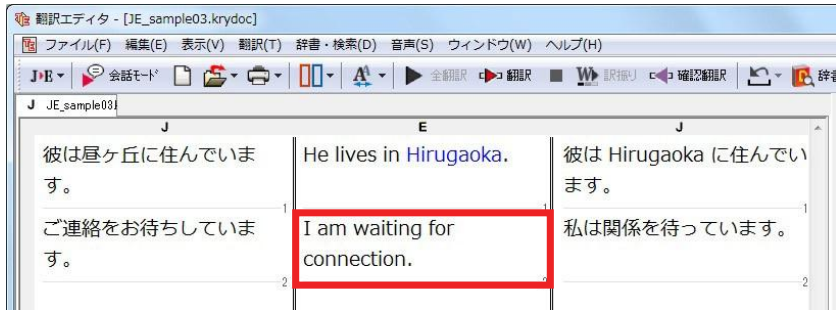 翻訳エディタ - [JE_sample03.krydoc]
ファイル(F) 編集(E) 表示(V) 翻訳(T) 辞書・検索(D) 音声(S) ウィンドウ(W) ヘルプ(H)
J▸E 会話モード 全翻訳 翻訳 訳振り 確認翻訳 辞書
J JE_sample03.
J E J
彼は昼ヶ丘に住んでいま
す。
1
He lives in Hirugaoka.
1
彼は Hirugaoka に住んでい
ます。
1
ご連絡をお待ちしていま
す。
2
I am waiting for
connection.
2
私は関係を待っています。
2